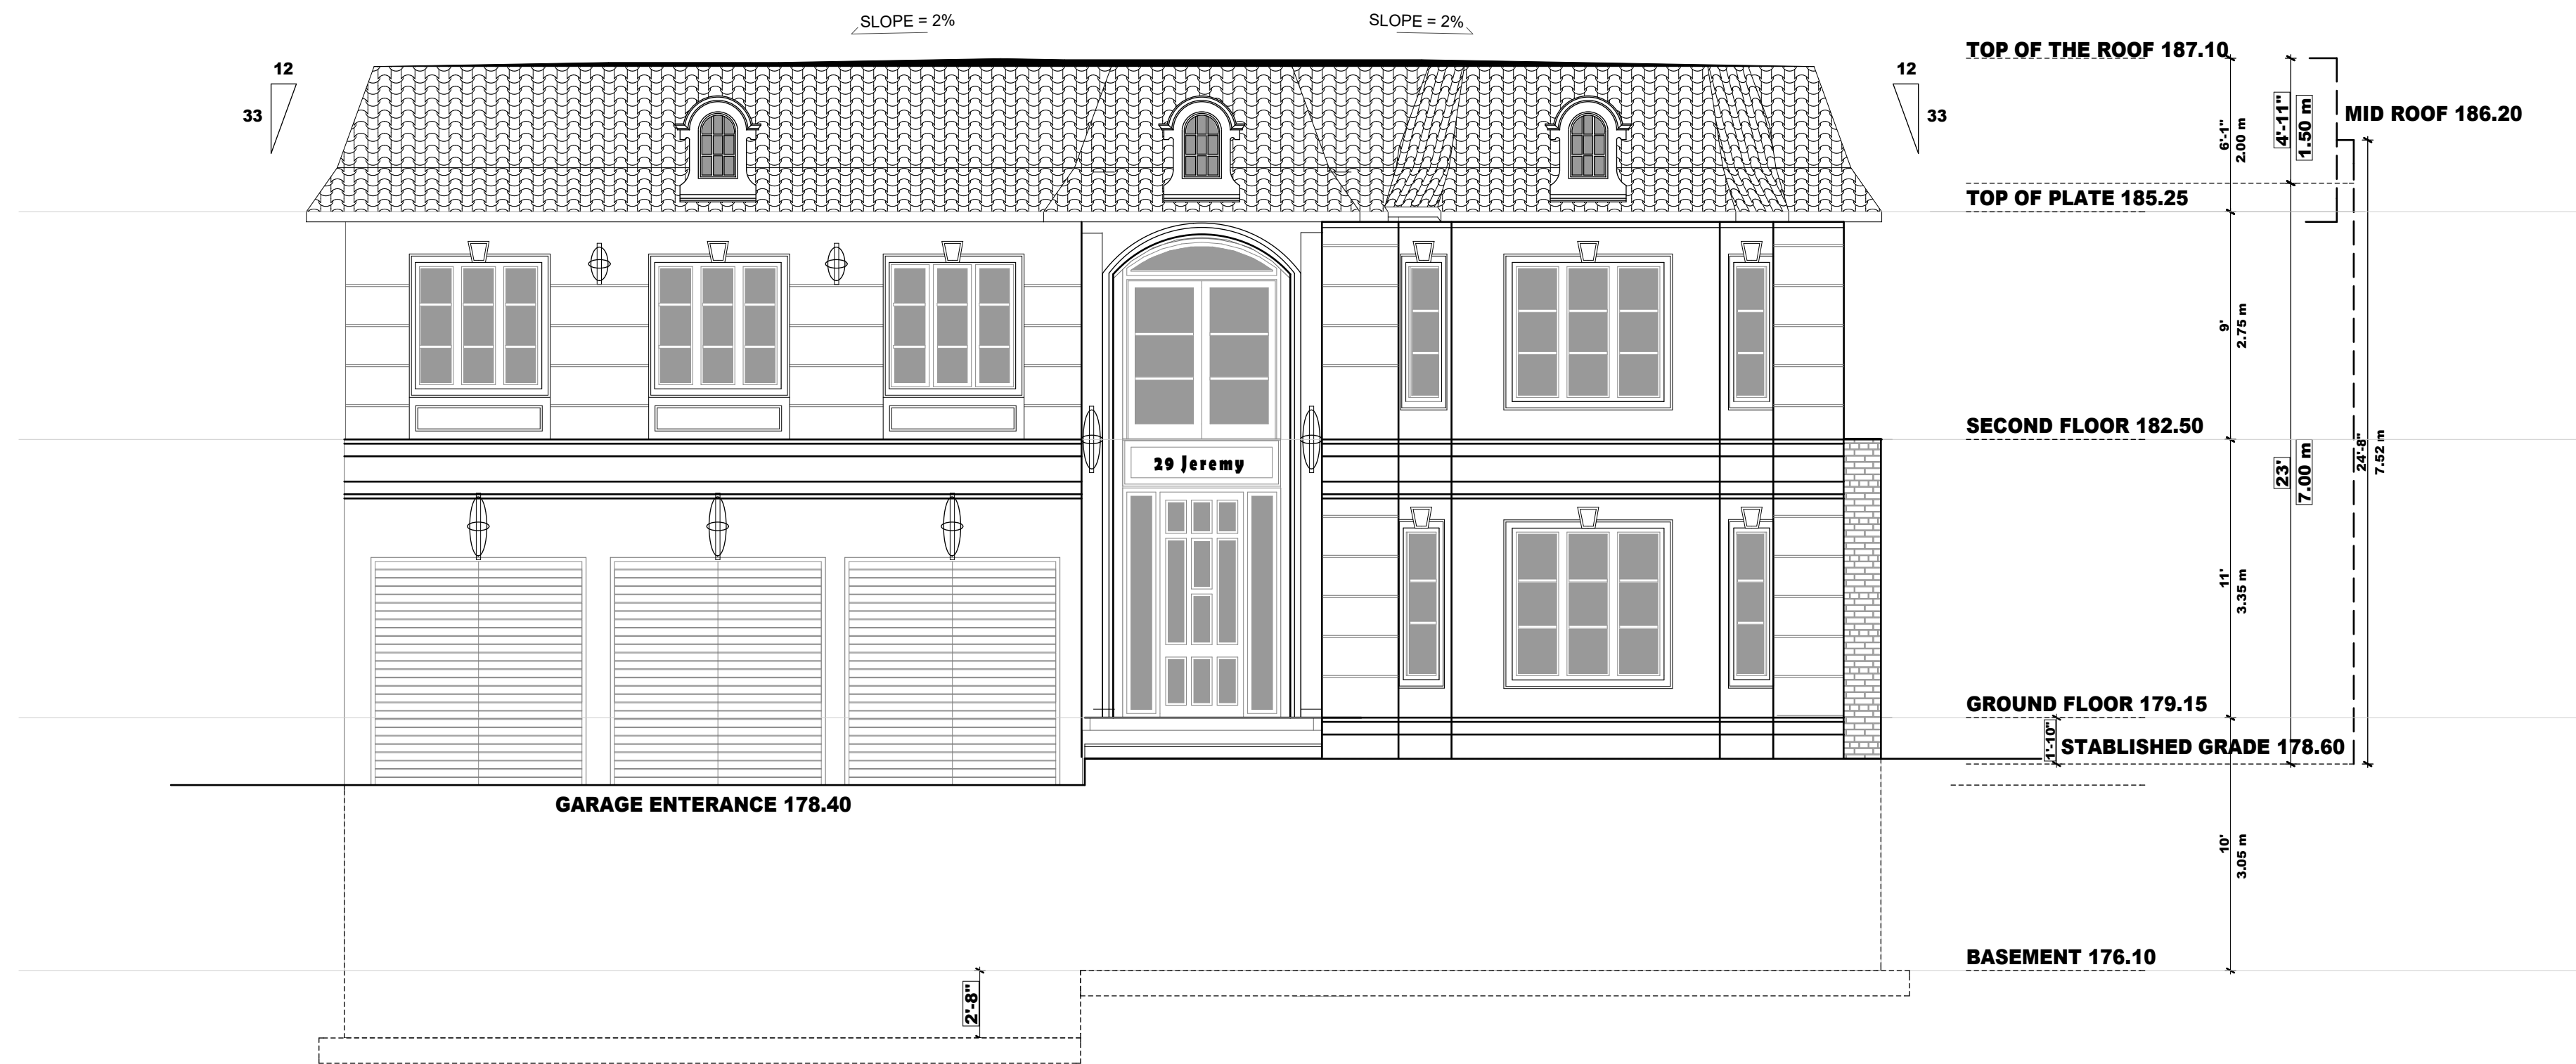 SLOPE = 2%
SLOPE = 2%
TOP OF THE ROOF 187.10
12
33
12
33
6'-1"
2.00 m
4'-11"
1.50 m
MID ROOF 186.20
TOP OF PLATE 185.25
9'
2.75 m
SECOND FLOOR 182.50
29 Jeremy
23'
7.00 m
24'-8"
7.52 m
11'
3.35 m
GROUND FLOOR 179.15
1'-10"
STABLISHED GRADE 178.60
GARAGE ENTERANCE 178.40
10'
3.05 m
BASEMENT 176.10
2'-8"